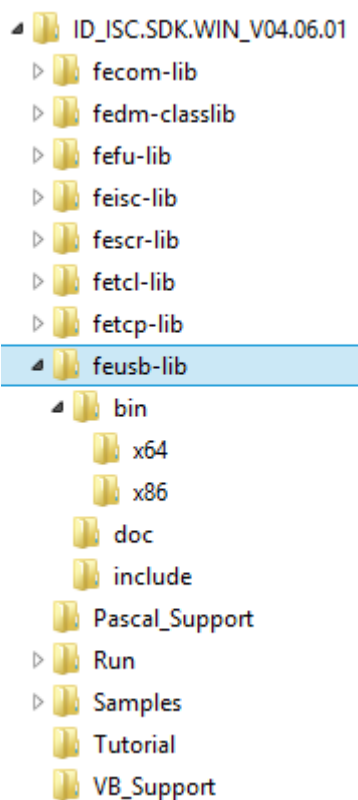 ID_ISC.SDK.WIN_V04.06.01
fecom-lib
fedm-classlib
fefu-lib
feisc-lib
fescr-lib
fetcl-lib
fetcp-lib
feusb-lib
bin
x64
x86
doc
include
Pascal_Support
Run
Samples
Tutorial
VB_Support